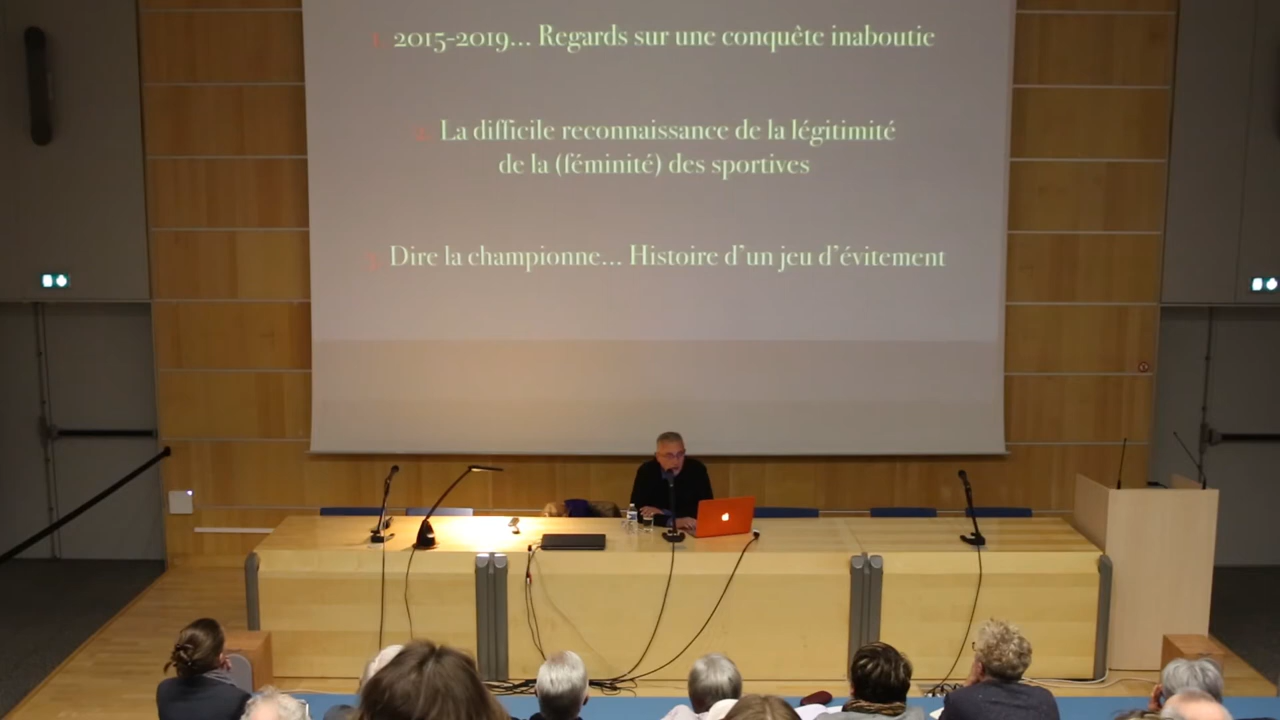 1. 2015-2019... Regards sur une conquête inaboutie
2. La difficile reconnaissance de la légitimité
de la (féminité) des sportives
3. Dire la championne... Histoire d'un jeu d'évitement